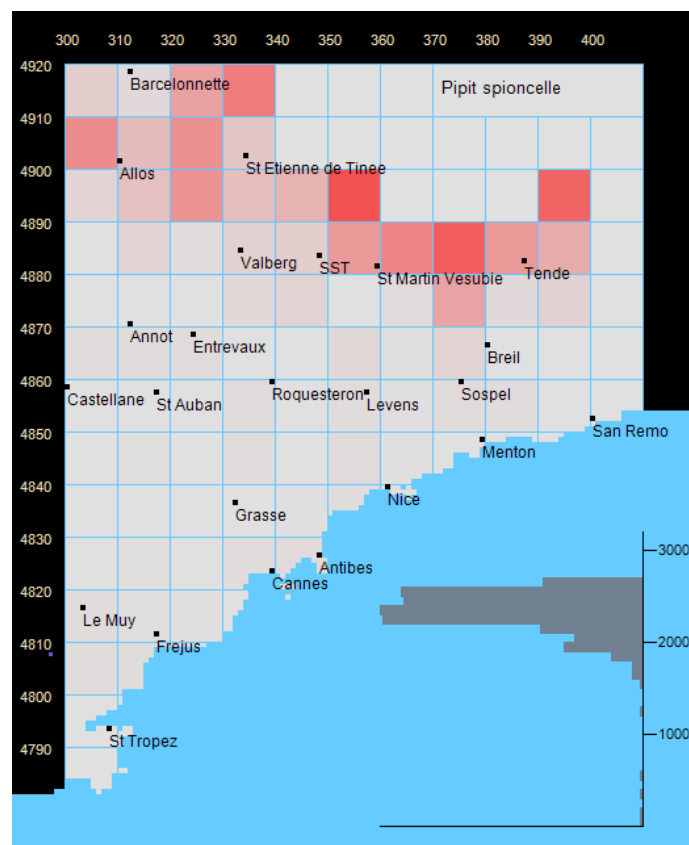 300 310 320 330 340 350 360 370 380 390 400
4920
Barcelonnette
Pipit spioncelle
4910
4900
Allos
St Etienne de Tinee
4890
4880
Valberg
SST
St Martin Vesubie
Tende
4870
Annot
Entrevaux
Breil
4860
Castellane
St Auban
Roquesteron
Levens
Sospel
4850
San Remo
Menton
4840
Nice
Grasse
4830
3000
Antibes
Cannes
4820
Le Muy
2000
4810
Frejus
4800
1000
St Tropez
4790